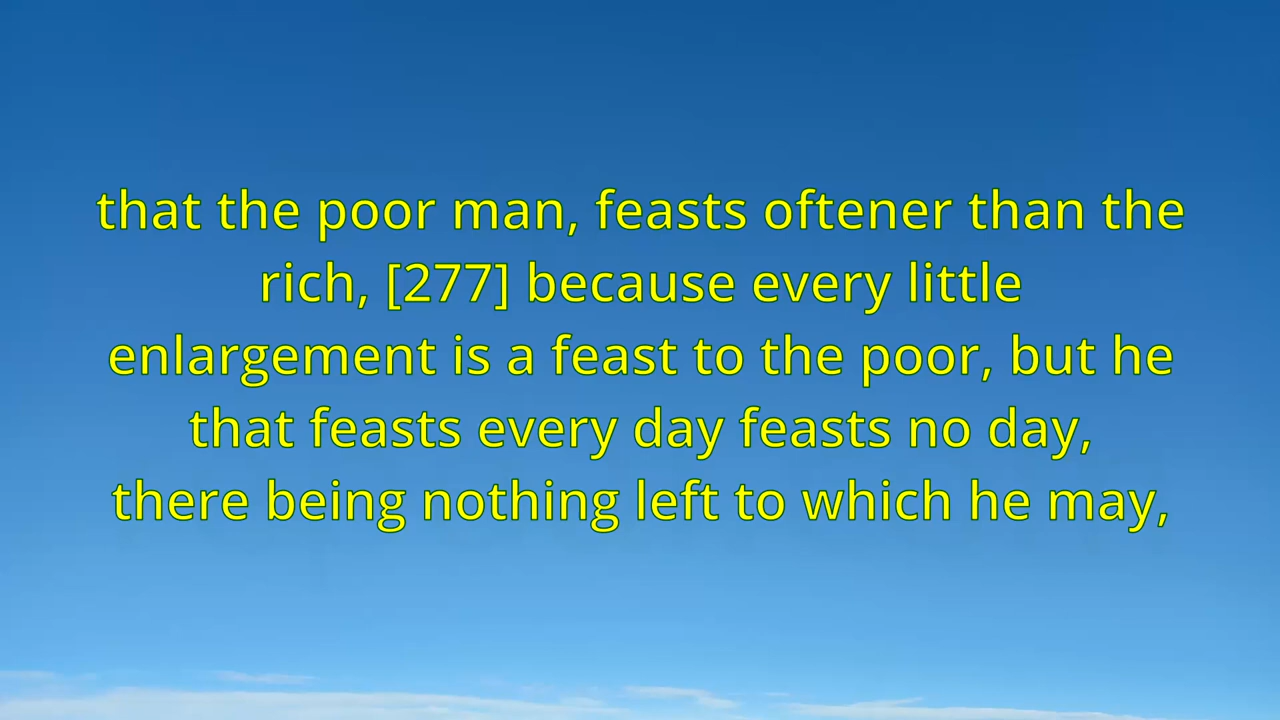 that the poor man, feasts oftener than the
rich, [277] because every little
enlargement is a feast to the poor, but he
that feasts every day feasts no day,
there being nothing left to which he may,